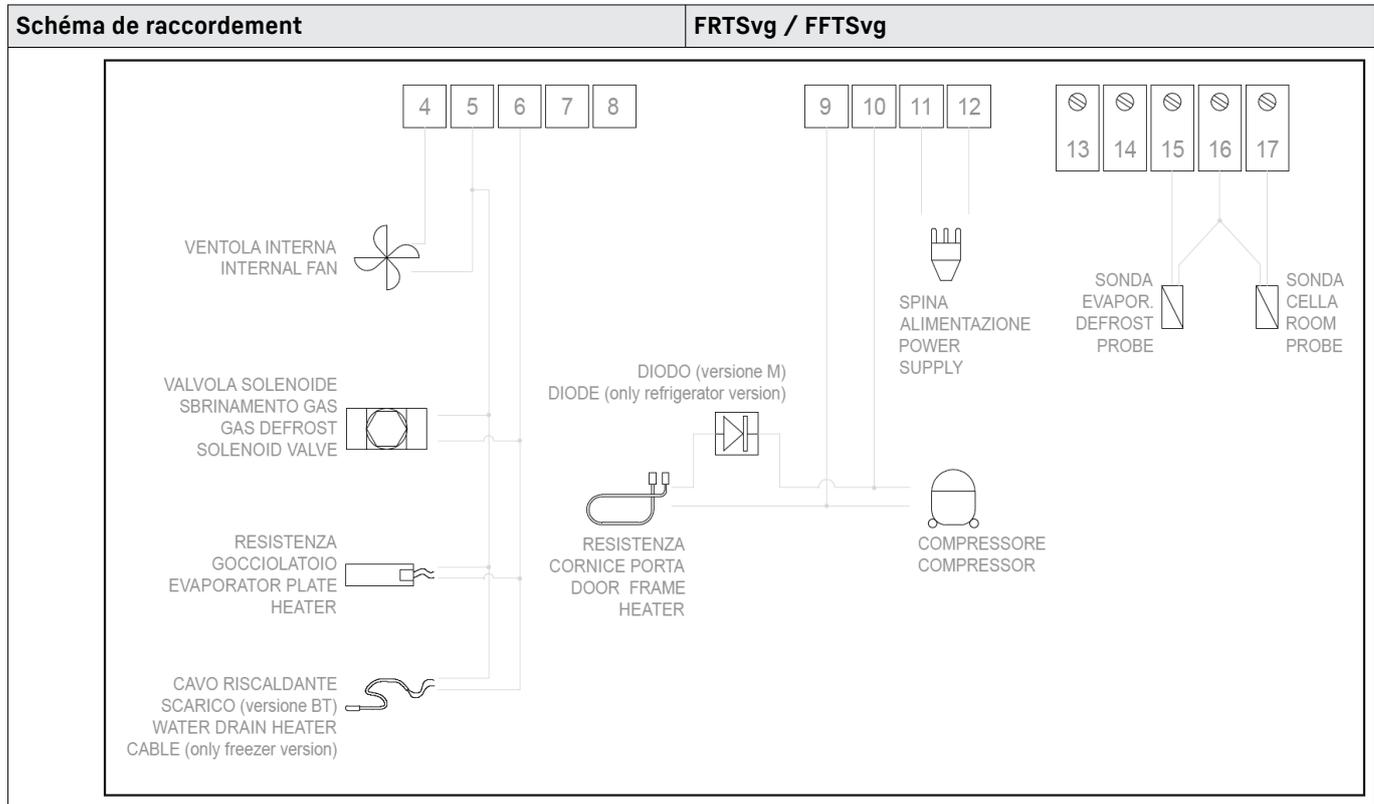 Schéma de raccordement
FRTSvg / FFTSvg
4 5 6 7 8
9 10 11 12
13 14 15 16 17
VENTOLA INTERNA
INTERNAL FAN
VALVOLA SOLENOIDE
SBRINAMENTO GAS
GAS DEFROST
SOLENOID VALVE
RESISTENZA
GOCCIOLATOIO
EVAPORATOR PLATE
HEATER
CAVO RISCALDANTE
SCARICO (versione BT)
WATER DRAIN HEATER
CABLE (only freezer version)
DIODO (versione M)
DIODE (only refrigerator version)
RESISTENZA
CORNICE PORTA
DOOR FRAME
HEATER
SPINA
ALIMENTAZIONE
POWER
SUPPLY
COMPRESSORE
COMPRESSOR
SONDA
EVAPOR.
DEFROST
PROBE
SONDA
CELLA
ROOM
PROBE